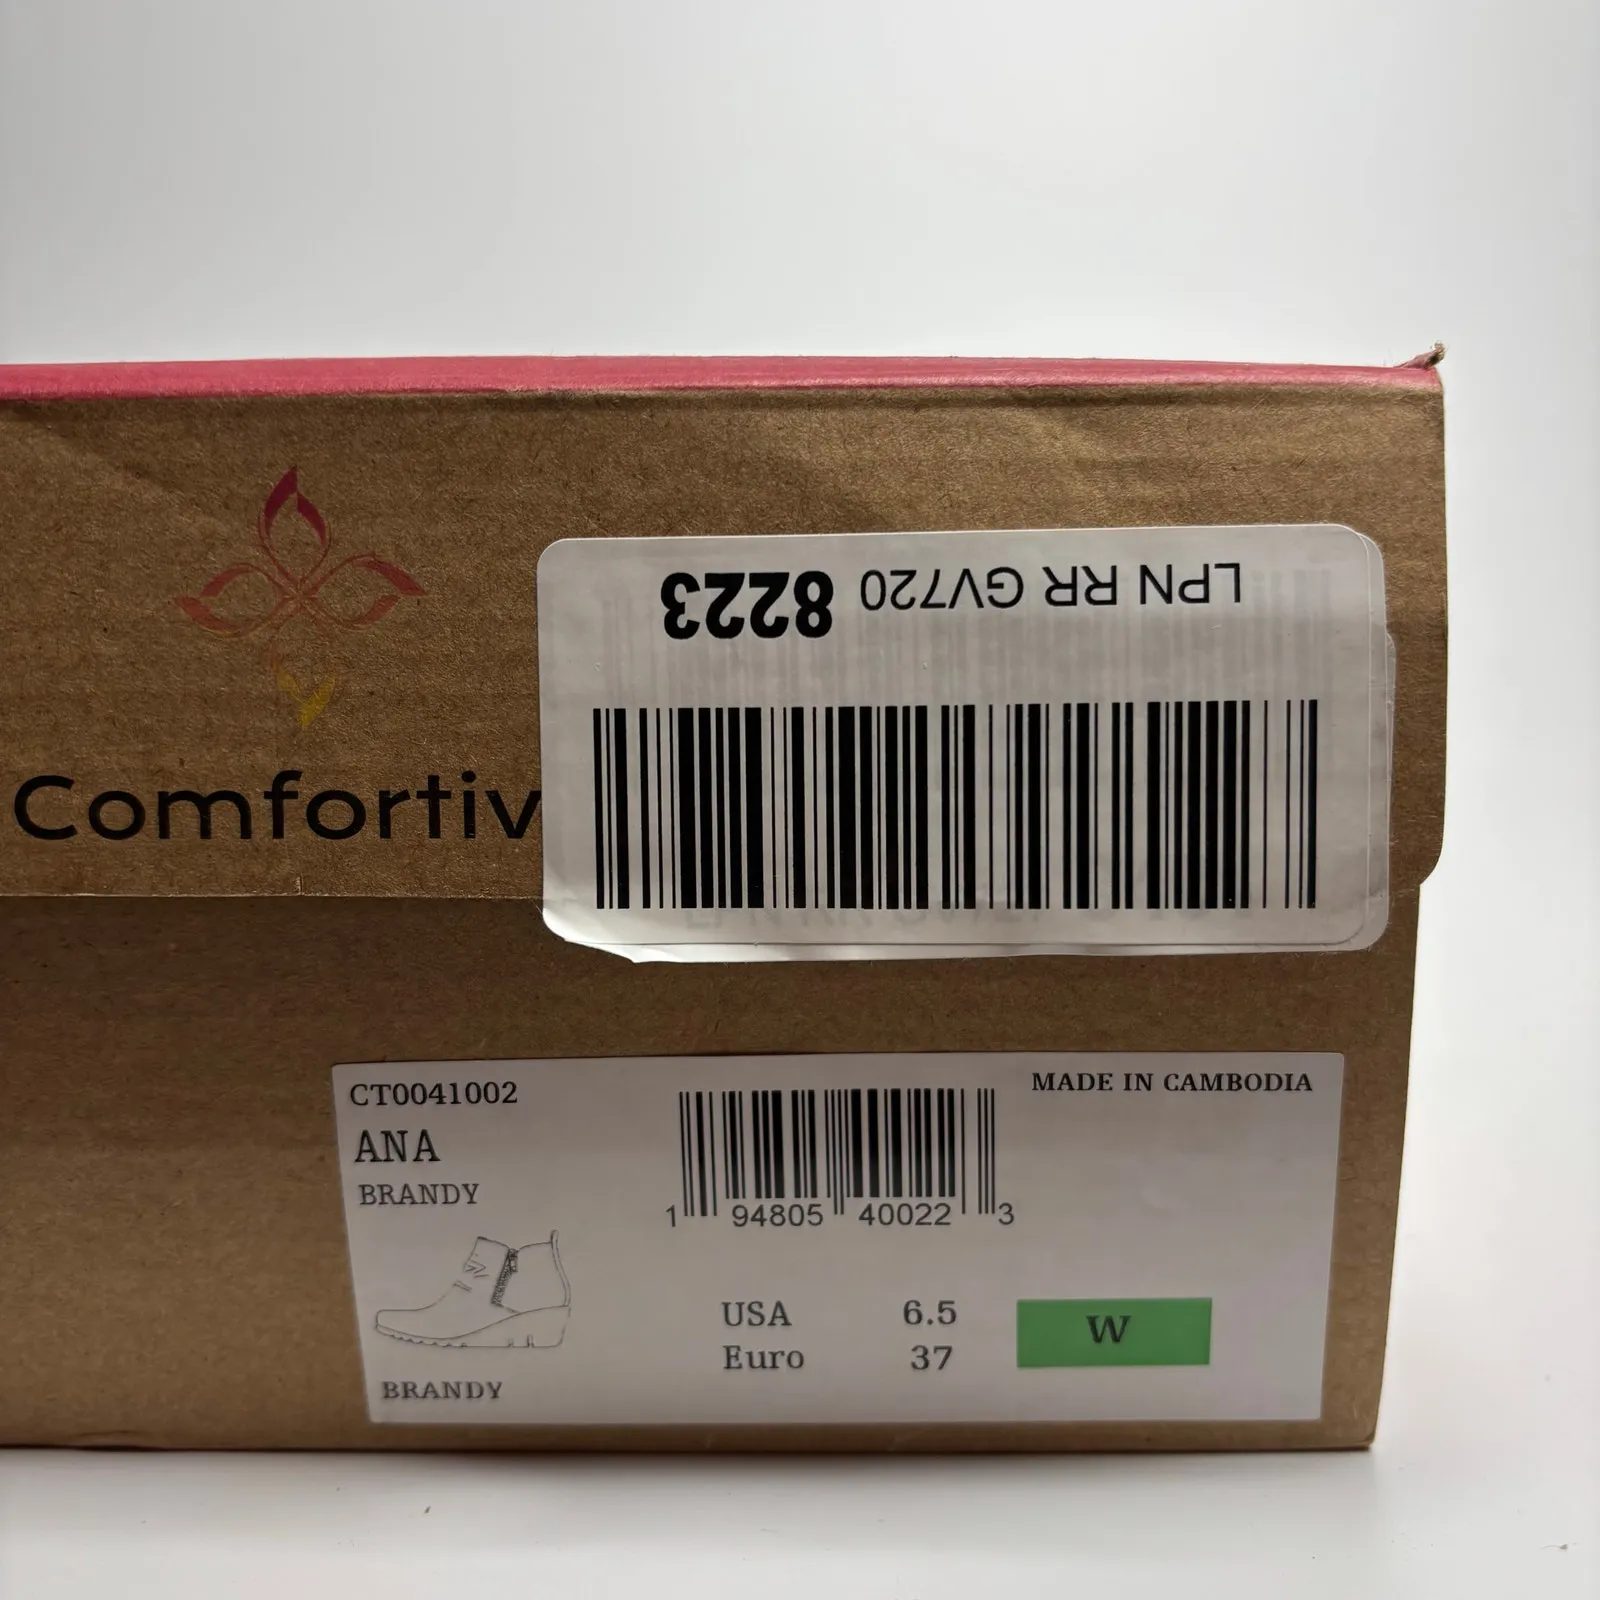 LPN RR GV720 8223
Comfortiv
CT0041002
ANA
BRANDY
BRANDY
1 94805 40022 3
MADE IN CAMBODIA
USA 6.5
Euro 37
W